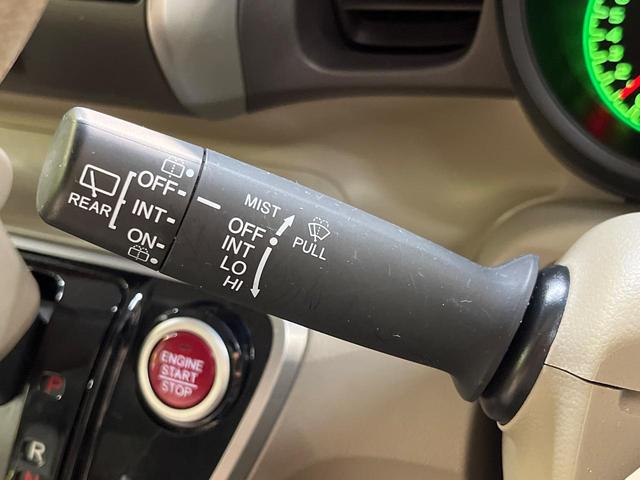 REAR
OFF-
INT-
ON-
MIST
OFF
INT
LO
HI
PULL
ENGINE
START
STOP
P
R
N